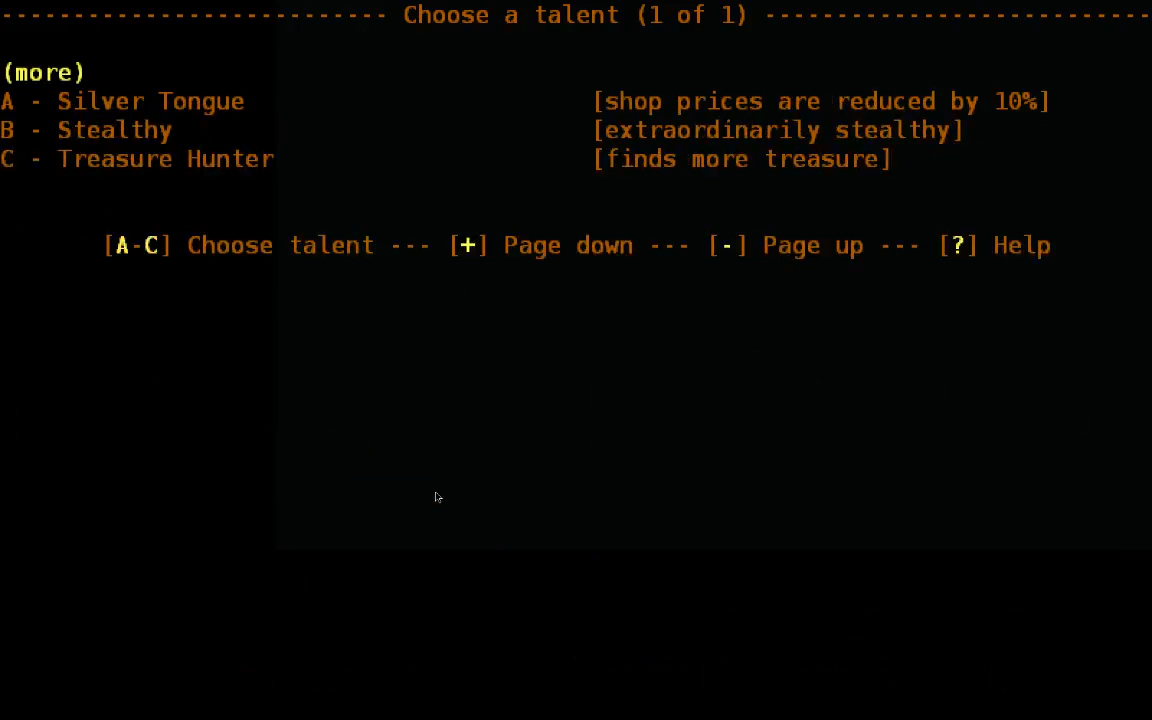 --------------------------- Choose a talent (1 of 1) ---------------------------
(more)
A - Silver Tongue [shop prices are reduced by 10%]
B - Stealthy [extraordinarily stealthy]
C - Treasure Hunter [finds more treasure]
[A-C] Choose talent --- [+] Page down --- [-] Page up --- [?] Help